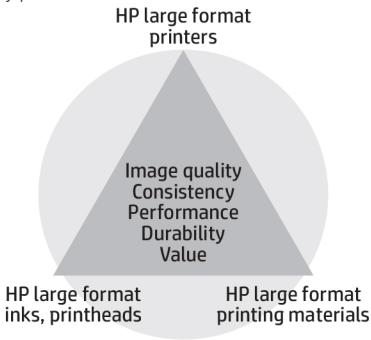 HP large format
printers
Image quality
Consistency
Performance
Durability
Value
HP large format
inks, printheads
HP large format
printing materials